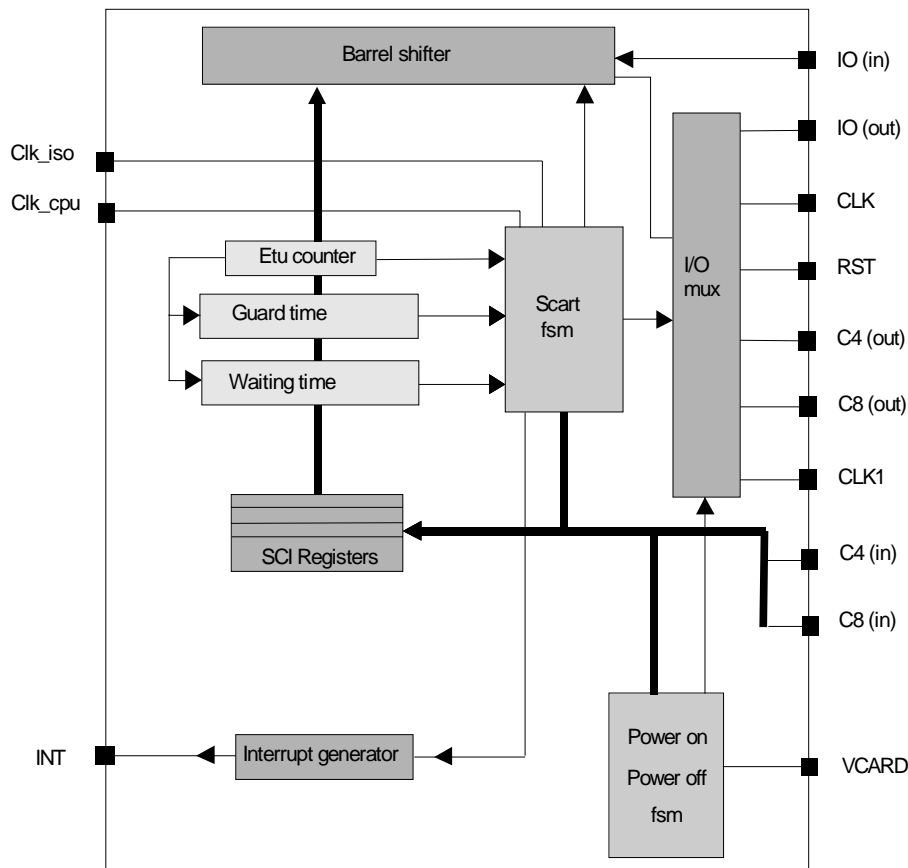 Barrel shifter
IO (in)
IO (out)
Clk_iso
Clk_cpu
CLK
Etu counter
I/O
mux
RST
Scart
fsm
Guard time
C4 (out)
Waiting time
C8 (out)
CLK1
SCI Registers
C4 (in)
C8 (in)
INT
Interrupt generator
Power on
Power off
fsm
VCARD